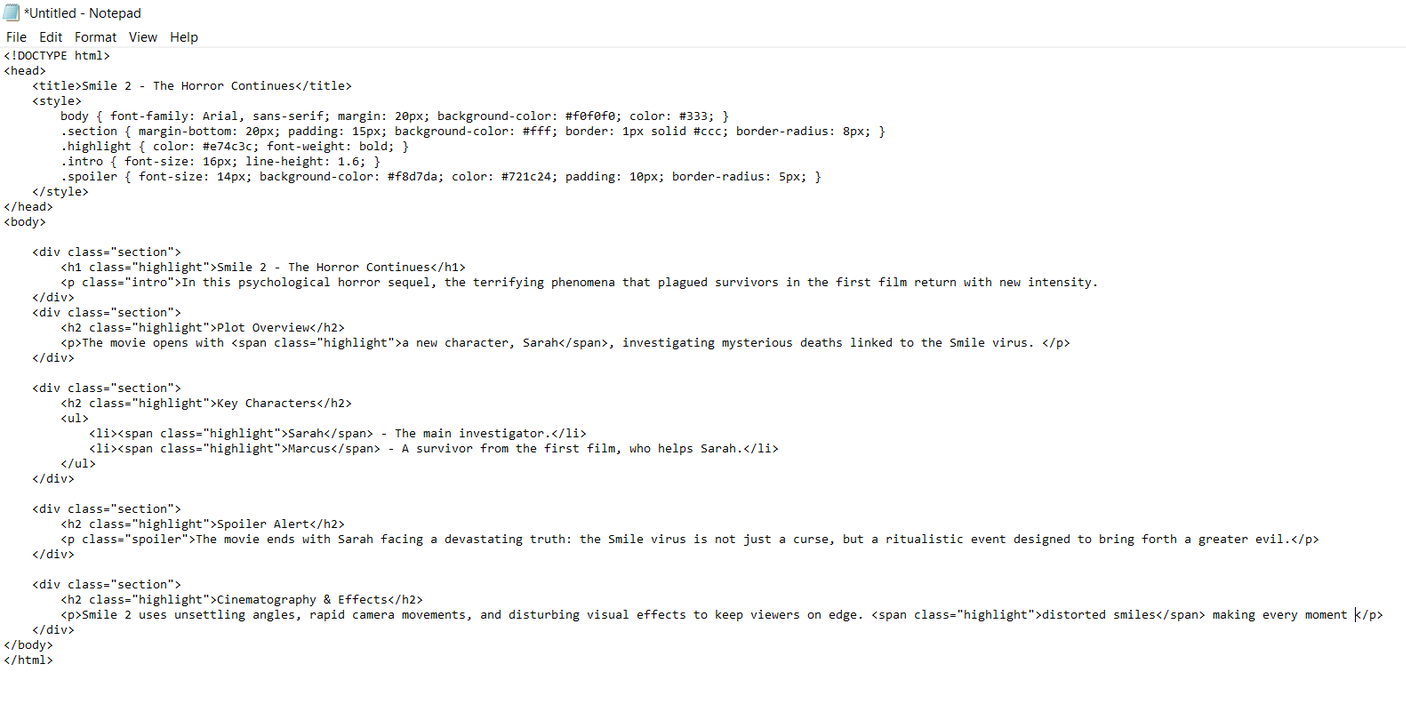 *Untitled - Notepad
File Edit Format View Help
<!DOCTYPE html>
<head>
    <title>Smile 2 - The Horror Continues</title>
    <style>
        body { font-family: Arial, sans-serif; margin: 20px; background-color: #f0f0f0; color: #333; }
        .section { margin-bottom: 20px; padding: 15px; background-color: #fff; border: 1px solid #ccc; border-radius: 8px; }
        .highlight { color: #e74c3c; font-weight: bold; }
        .intro { font-size: 16px; line-height: 1.6; }
        .spoiler { font-size: 14px; background-color: #f8d7da; color: #721c24; padding: 10px; border-radius: 5px; }
    </style>
</head>
<body>
    <div class="section">
        <h1 class="highlight">Smile 2 - The Horror Continues</h1>
        <p class="intro">In this psychological horror sequel, the terrifying phenomena that plagued survivors in the first film return with new intensity.
    </div>
    <div class="section">
        <h2 class="highlight">Plot Overview</h2>
        <p>The movie opens with <span class="highlight">a new character, Sarah</span>, investigating mysterious deaths linked to the Smile virus. </p>
    </div>
    <div class="section">
        <h2 class="highlight">Key Characters</h2>
        <ul>
            <li><span class="highlight">Sarah</span> - The main investigator.</li>
            <li><span class="highlight">Marcus</span> - A survivor from the first film, who helps Sarah.</li>
        </ul>
    </div>
    <div class="section">
        <h2 class="highlight">Spoiler Alert</h2>
        <p class="spoiler">The movie ends with Sarah facing a devastating truth: the Smile virus is not just a curse, but a ritualistic event designed to bring forth a greater evil.</p>
    </div>
    <div class="section">
        <h2 class="highlight">Cinematography & Effects</h2>
        <p>Smile 2 uses unsettling angles, rapid camera movements, and disturbing visual effects to keep viewers on edge. <span class="highlight">distorted smiles</span> making every moment </p>
    </div>
</body>
</html>